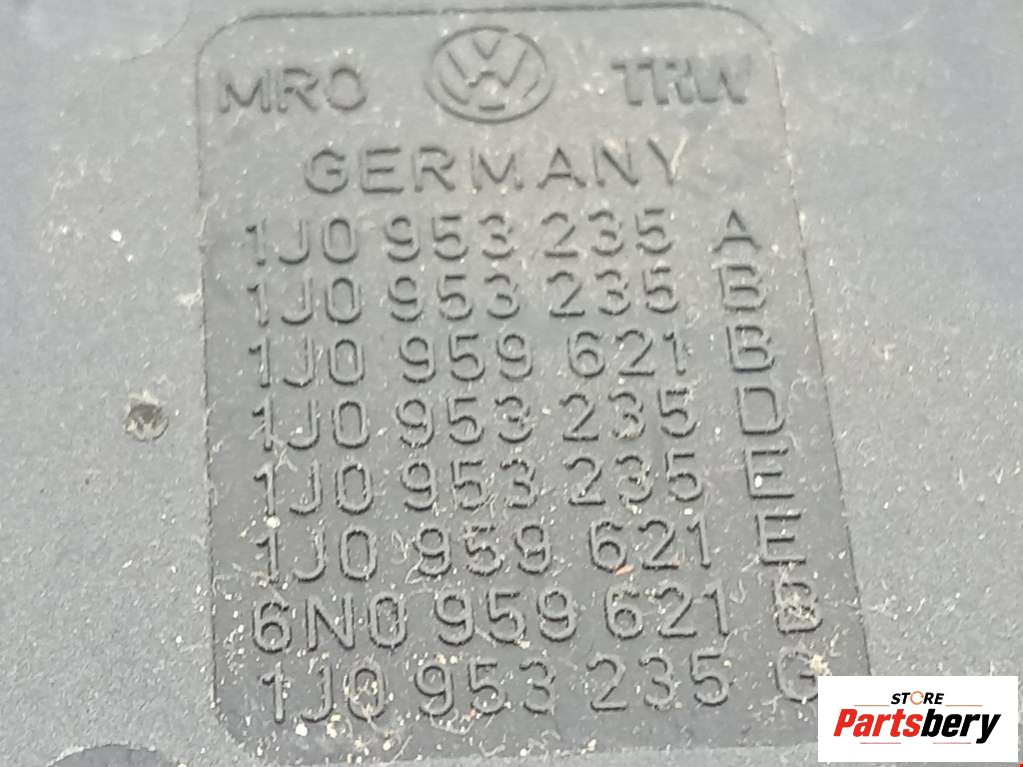 MRO VW TRW
GERMANY
1J0 953 235 A
1J0 953 235 B
1J0 959 621 B
1J0 953 235 D
1J0 953 235 E
1J0 959 621 E
6N0 959 621 B
1J0 953 235 G
STORE
Partsbery